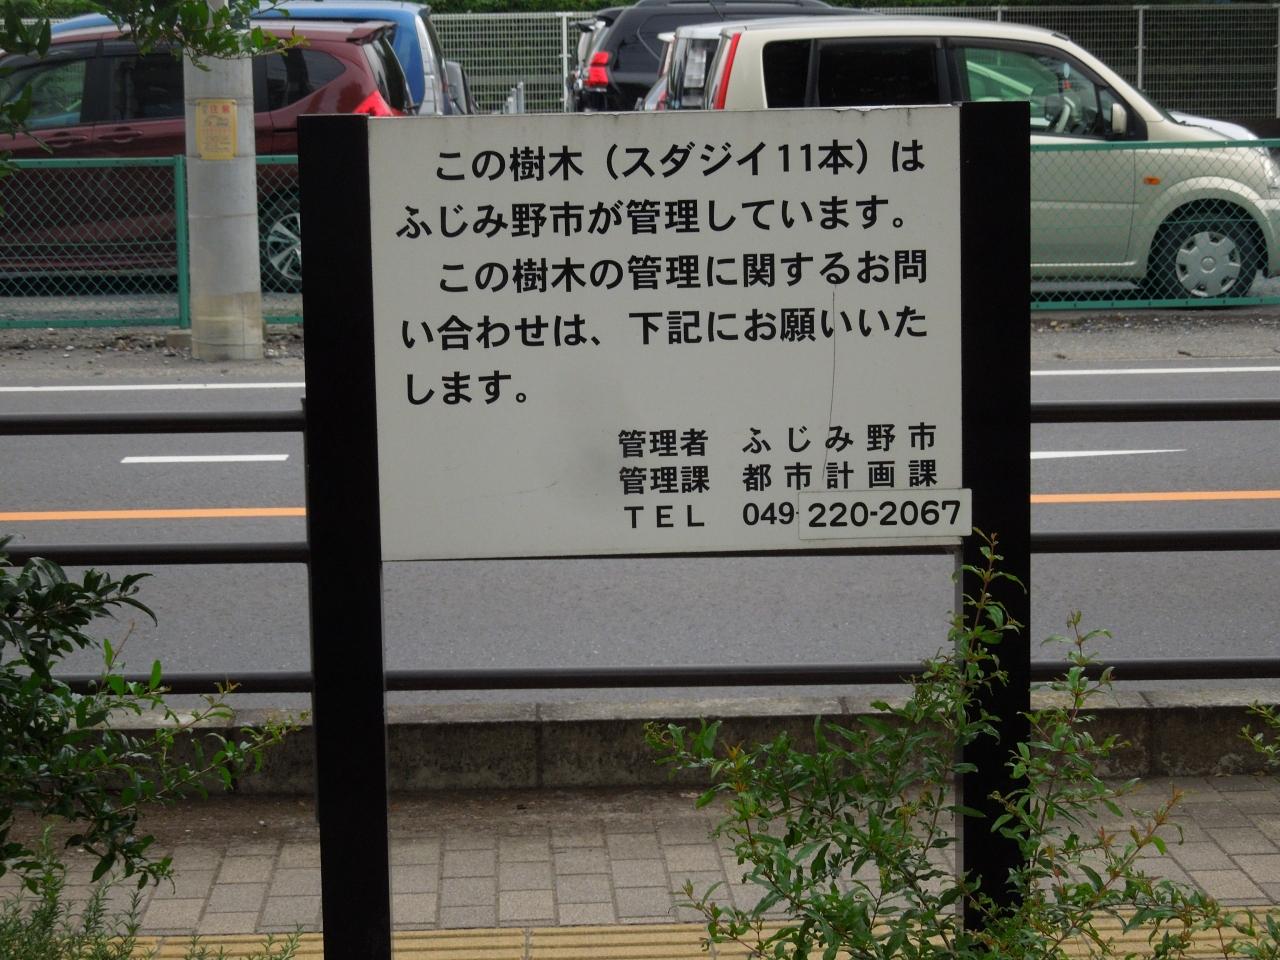 この樹木（スダジイ11本）は
ふじみ野市が管理しています。
この樹木の管理に関するお問
い合わせは、下記にお願いいた
します。
管理者　ふじみ野市
管理課　都市計画課
ＴＥＬ　049-220-2067